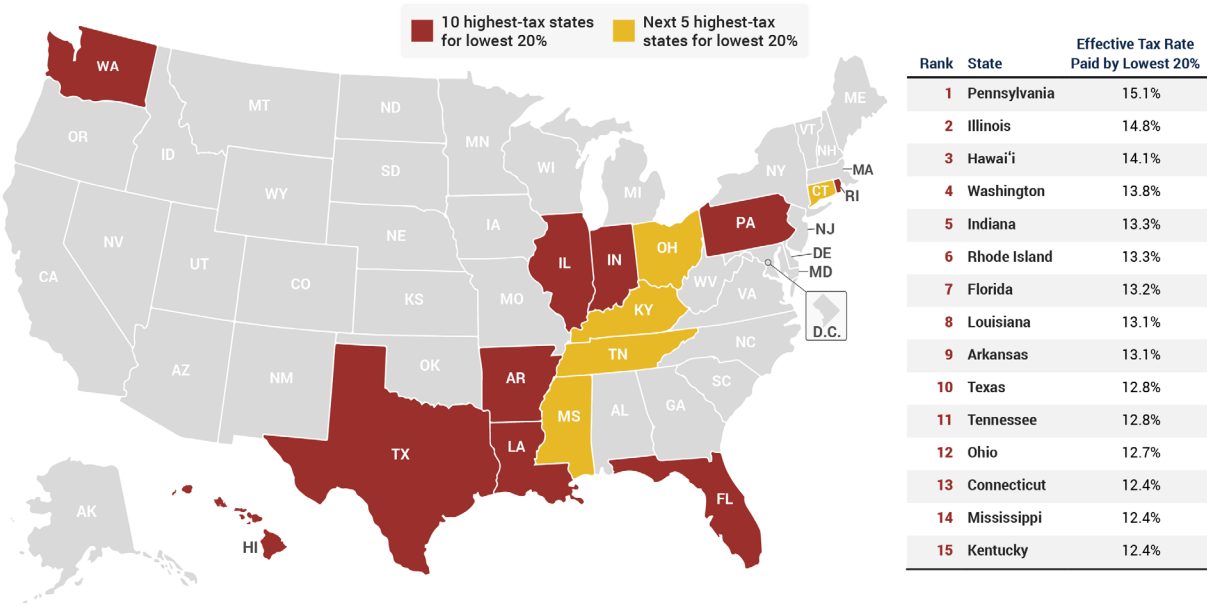 10 highest-tax states
for lowest 20%
Next 5 highest-tax
states for lowest 20%
WA
MT
ND
MN
OR
ID
SD
WI
MI
NY
VT
NH
ME
MA
CT
RI
WY
IA
NE
PA
NJ
NV
UT
CO
IL
IN
OH
DE
MD
CA
KS
MO
WV
VA
KY
D.C.
AZ
NM
OK
AR
TN
NC
SC
MS
AL
GA
TX
LA
FL
AK
HI
Effective Tax Rate
Rank State Paid by Lowest 20%
1 Pennsylvania 15.1%
2 Illinois 14.8%
3 Hawaiʻi 14.1%
4 Washington 13.8%
5 Indiana 13.3%
6 Rhode Island 13.3%
7 Florida 13.2%
8 Louisiana 13.1%
9 Arkansas 13.1%
10 Texas 12.8%
11 Tennessee 12.8%
12 Ohio 12.7%
13 Connecticut 12.4%
14 Mississippi 12.4%
15 Kentucky 12.4%